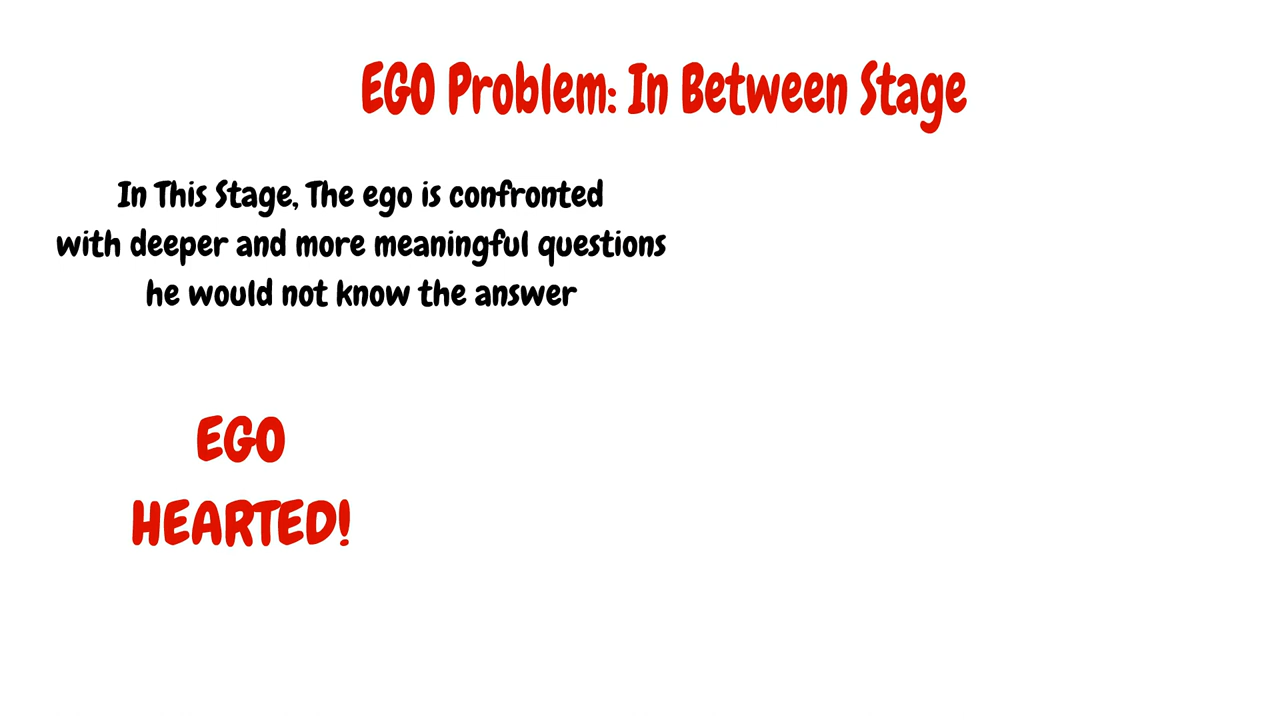 EGO Problem: In Between Stage
In This Stage, The ego is confronted
with deeper and more meaningful questions
he would not know the answer
EGO
HEARTED!